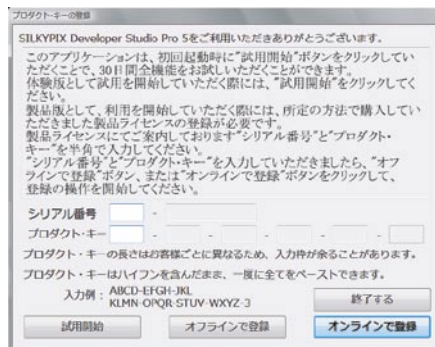 プロダクト・キーの登録
SILKYPIX Developer Studio Pro 5をご利用いただきありがとうございます。
このアプリケーションは、初回起動時に"試用開始"ボタンをクリックしてい
ただくことで、30日間全機能をお試しいただくことができます。
体験版として試用を開始していただく際には、"試用開始"をクリックしてく
ださい。
製品版として、利用を開始していただく際には、所定の方法で購入してい
ただきました製品ライセンスの登録が必要です。
製品ライセンスにてご案内しております"シリアル番号"と"プロダクト・
キー"を半角で入力してください。
"シリアル番号"と"プロダクト・キー"を入力していただきましたら、"オフ
ラインで登録"ボタン、または"オンラインで登録"ボタンをクリックして、
登録の操作を開始してください。
シリアル番号 -
プロダクト・キー - - - -
プロダクト・キーの長さはお客様ごとに異なるため、入力枠が余ることがあります。
プロダクト・キーはハイフンを含んだまま、一度に全てをペーストできます。
入力例 : ABCD-EFGH-JKL
KLMN-OPQR-STUV-WXYZ-3
終了する
試用開始 オフラインで登録 オンラインで登録